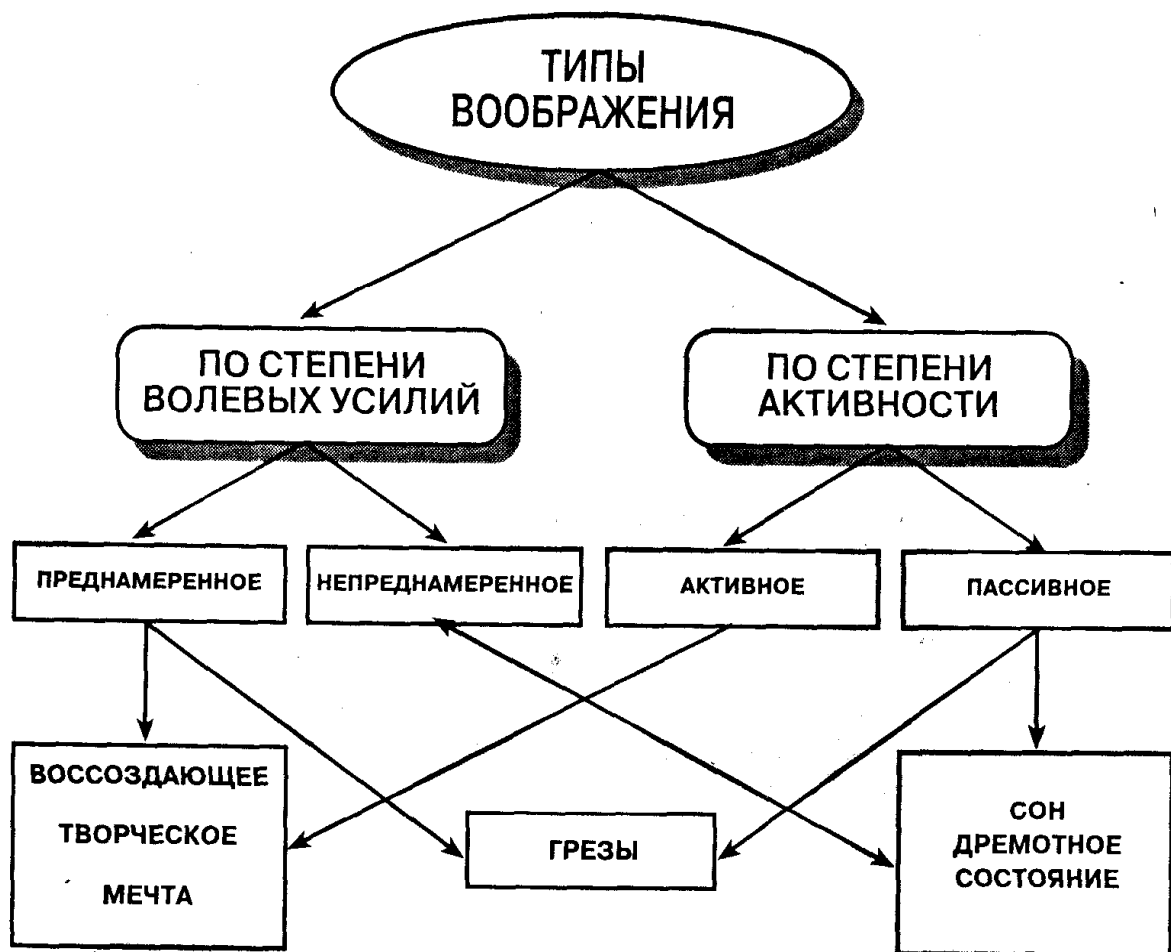 ТИПЫ
ВООБРАЖЕНИЯ
ПО СТЕПЕНИ
ВОЛЕВЫХ УСИЛИЙ
ПО СТЕПЕНИ
АКТИВНОСТИ
ПРЕДНАМЕРЕННОЕ
НЕПРЕДНАМЕРЕННОЕ
АКТИВНОЕ
ПАССИВНОЕ
ВОССОЗДАЮЩЕЕ
ТВОРЧЕСКОЕ
МЕЧТА
ГРЕЗЫ
СОН
ДРЕМОТНОЕ
СОСТОЯНИЕ